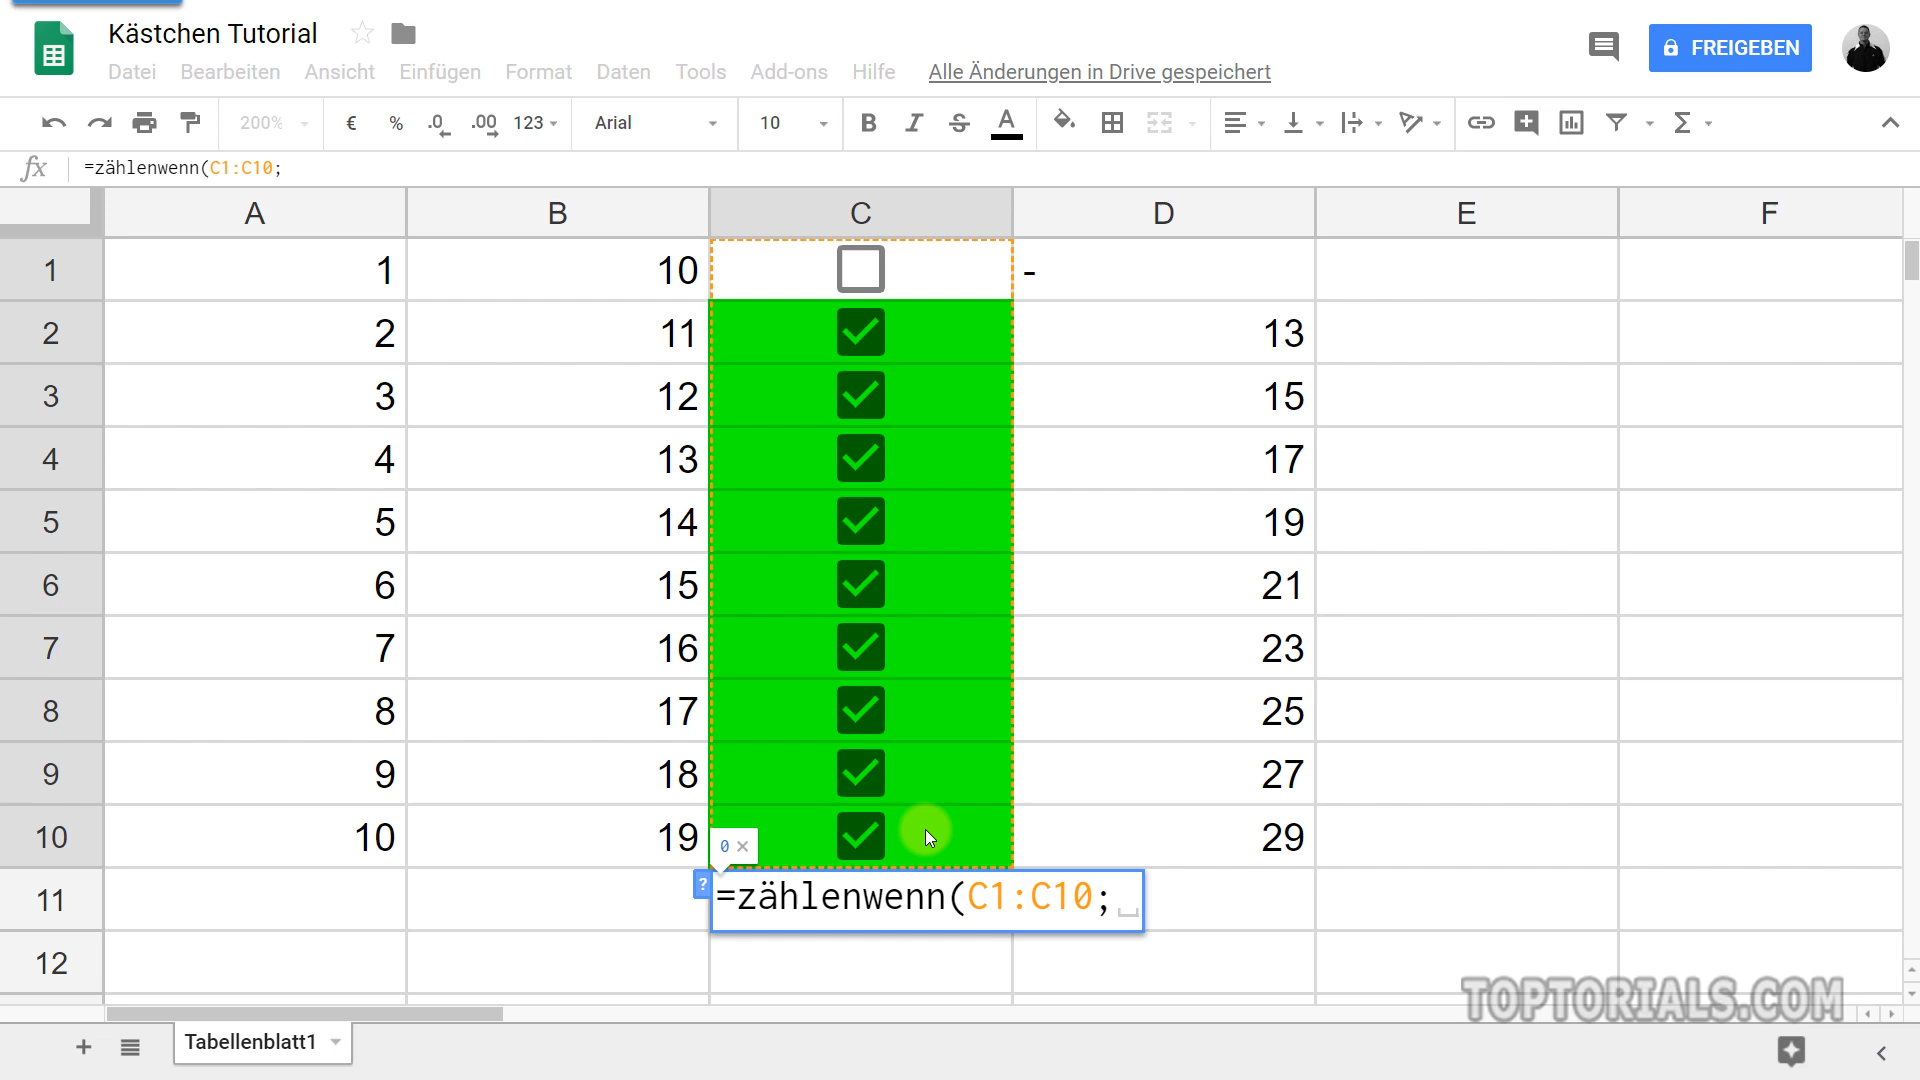 Kästchen Tutorial
FREIGEBEN
Datei Bearbeiten Ansicht Einfügen Format Daten Tools Add-ons Hilfe Alle Änderungen in Drive gespeichert
200% € % .0 .00 123 Arial 10 B I S A Σ
fx =zählenwenn(C1:C10;
A B C D E F
1 1 10 -
2 2 11 13
3 3 12 15
4 4 13 17
5 5 14 19
6 6 15 21
7 7 16 23
8 8 17 25
9 9 18 27
10 10 19 29
0 ×
11 ? =zählenwenn(C1:C10;
12
TOPTORIALS.COM
+ Tabellenblatt1